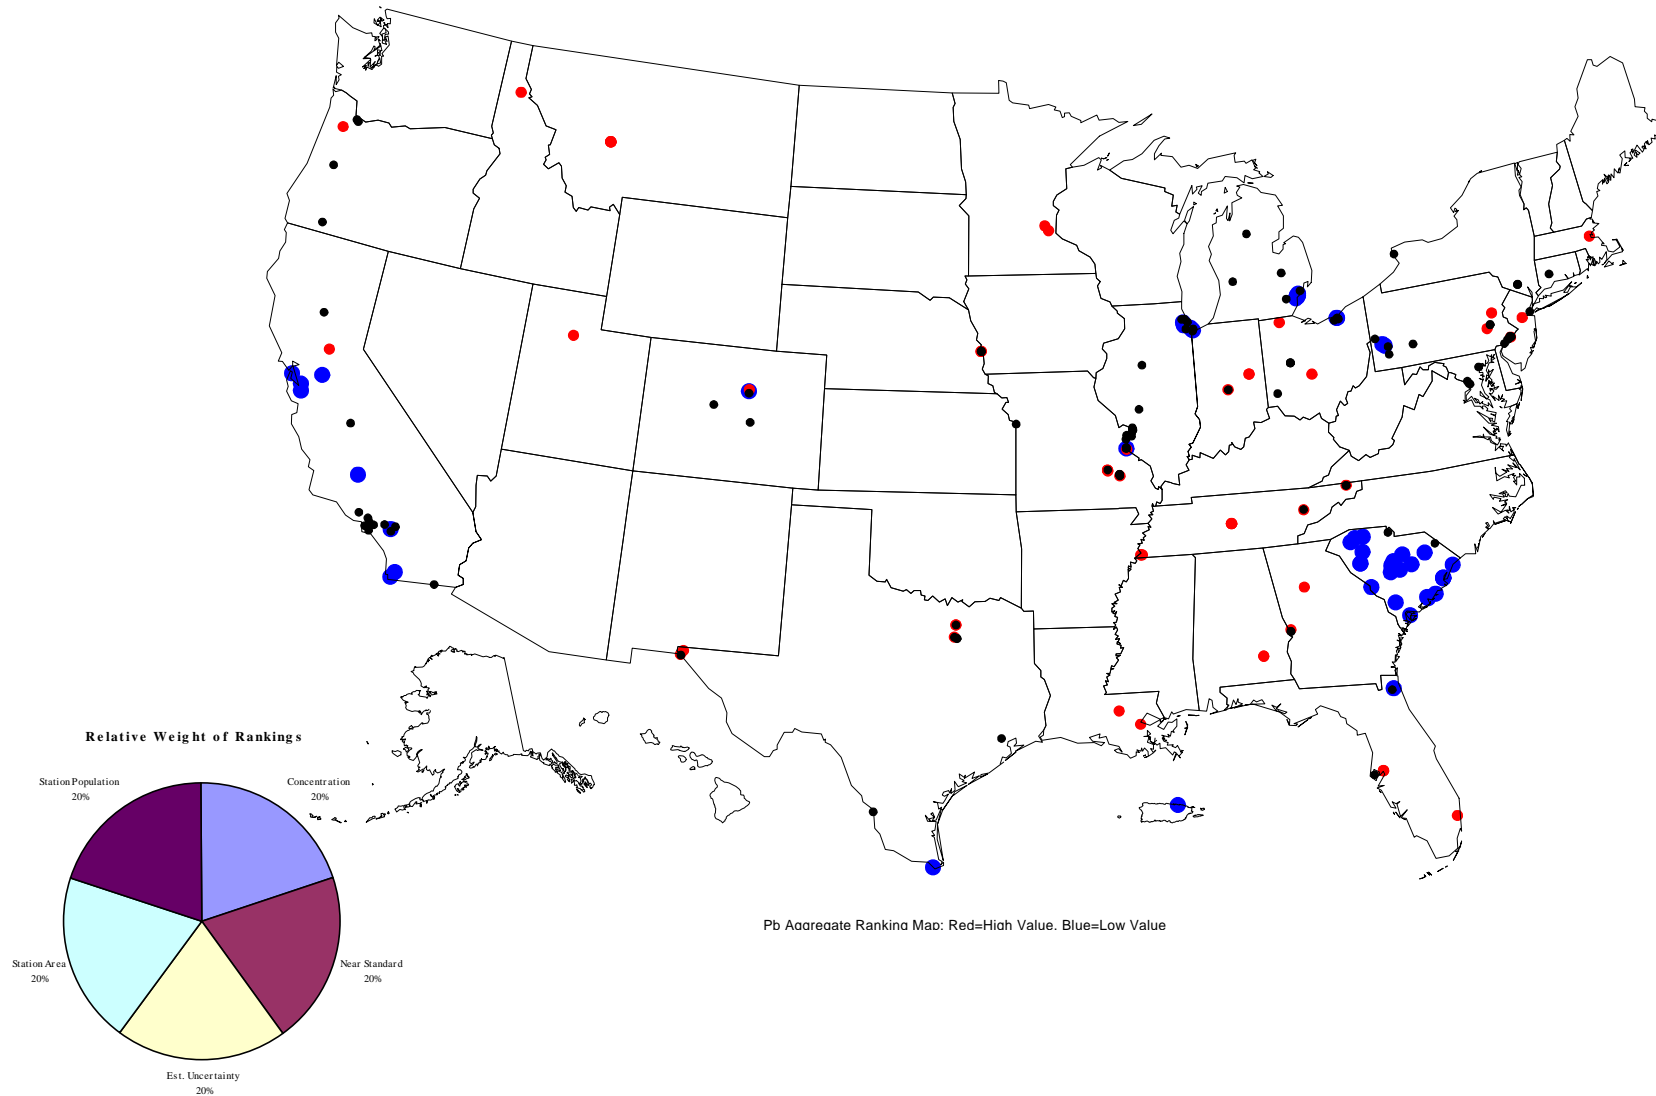 Relative Weight of Rankings
Station Population
20%
Concentration
20%
Station Area
20%
Near Standard
20%
Est. Uncertainty
20%
Pb Aggregate Ranking Map: Red=High Value, Blue=Low Value